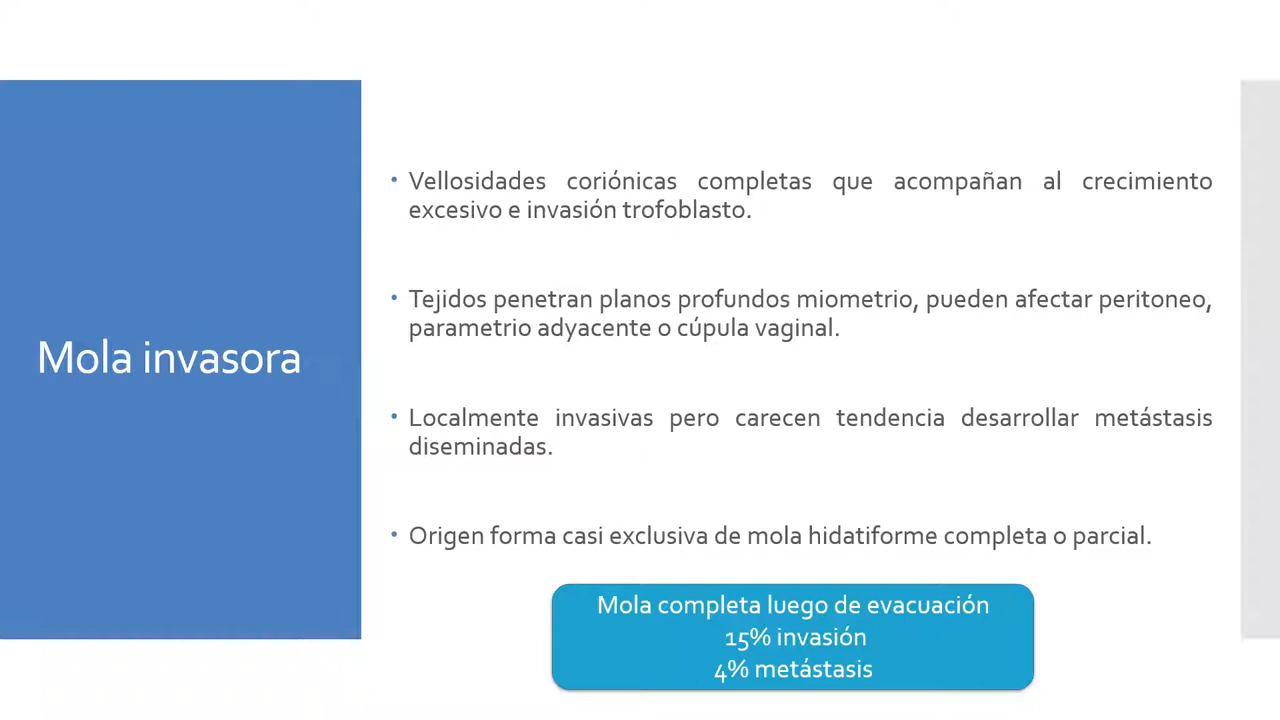 Mola invasora
• Vellosidades coriónicas completas que acompañan al crecimiento
excesivo e invasión trofoblasto.
• Tejidos penetran planos profundos miometrio, pueden afectar peritoneo,
parametrio adyacente o cúpula vaginal.
• Localmente invasivas pero carecen tendencia desarrollar metástasis
diseminadas.
• Origen forma casi exclusiva de mola hidatiforme completa o parcial.
Mola completa luego de evacuación
15% invasión
4% metástasis